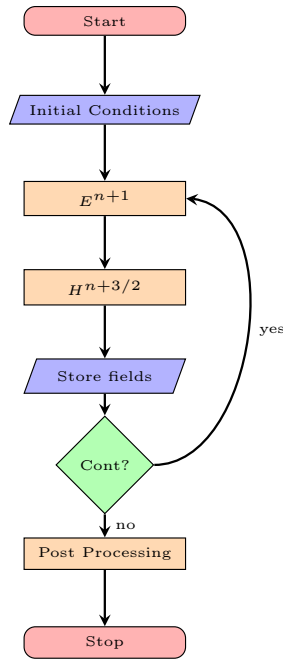 Start
Initial Conditions
E^{n+1}
H^{n+3/2}
yes
Store fields
Cont?
no
Post Processing
Stop